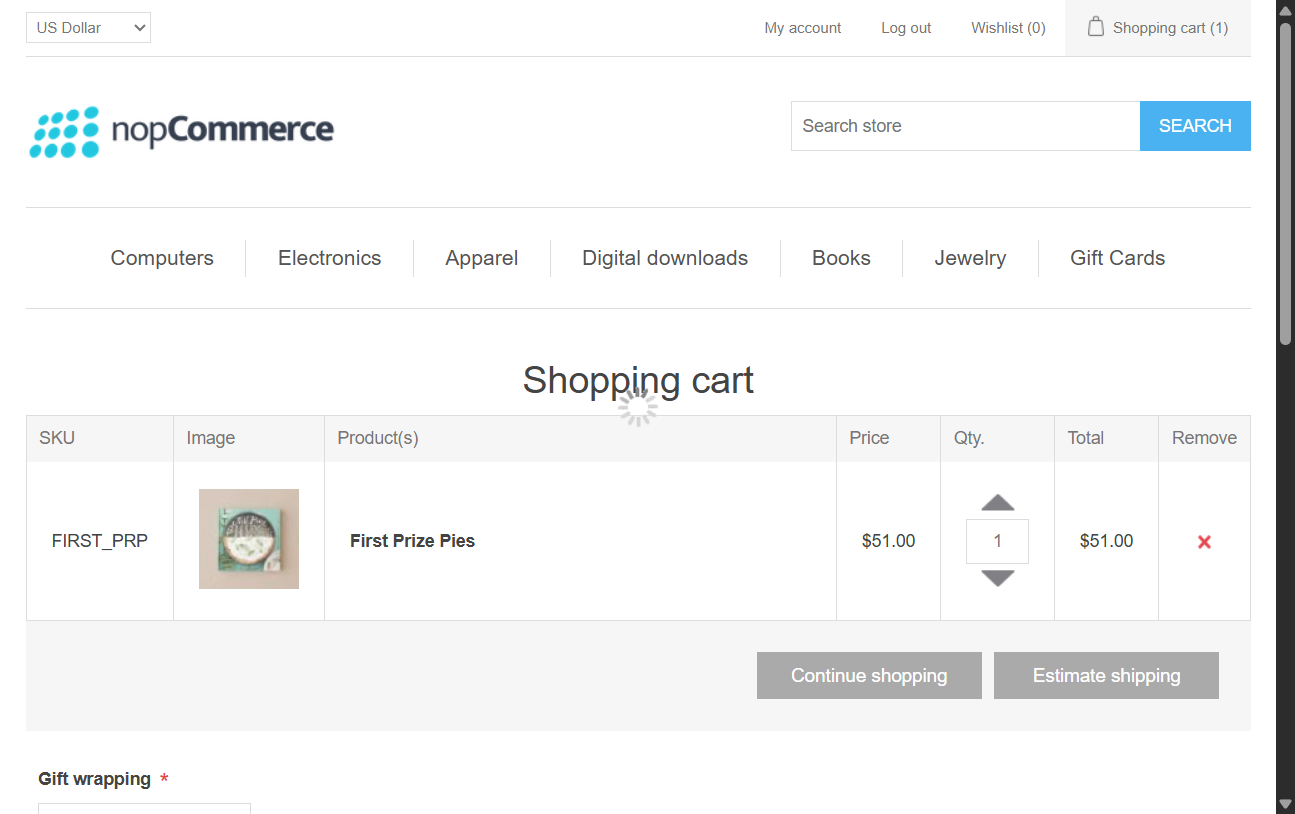 US Dollar
My account
Log out
Wishlist (0)
Shopping cart (1)
nopCommerce
Search store
SEARCH
Computers
Electronics
Apparel
Digital downloads
Books
Jewelry
Gift Cards
Shopping cart
SKU
Image
Product(s)
Price
Qty.
Total
Remove
FIRST_PRP
First Prize Pies
$51.00
1
$51.00
Continue shopping
Estimate shipping
Gift wrapping *